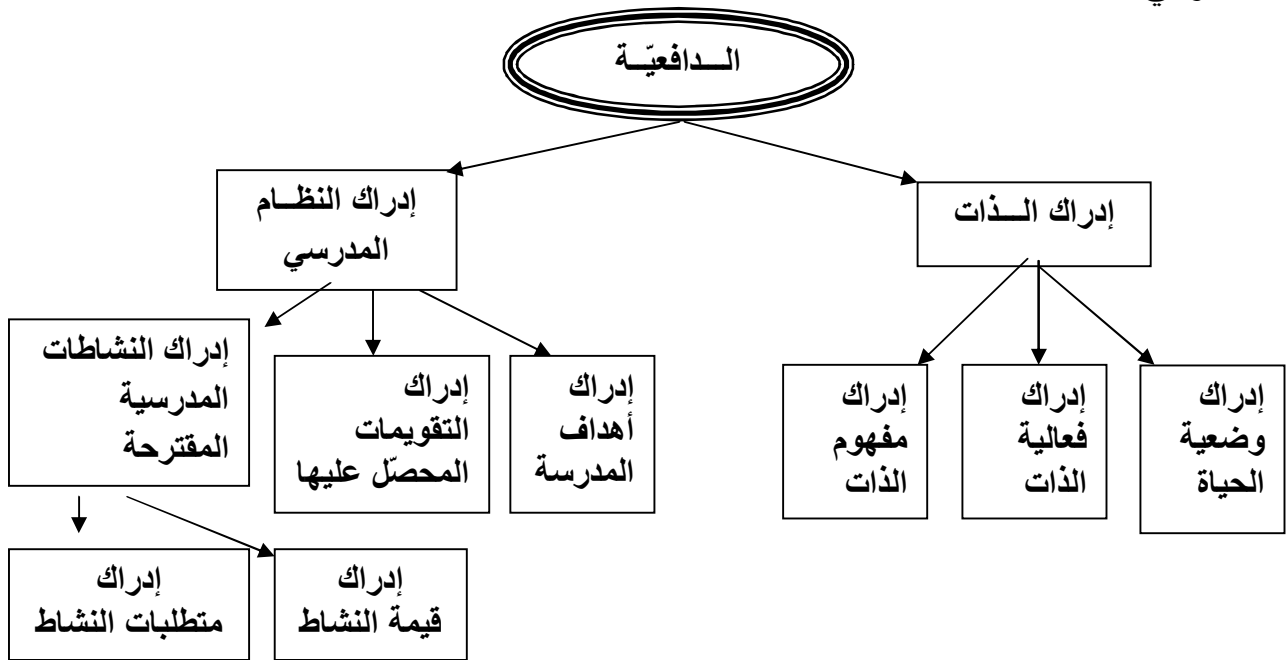 الـــدافعيّـــة
إدراك الـــذات
إدراك النظـــام
المدرسي
إدراك
وضعية
الحياة
إدراك
فعالية
الذات
إدراك
مفهوم
الذات
إدراك
أهداف
المدرسة
إدراك
التقويمات
المحصّل عليها
إدراك النشاطات
المدرسية
المقترحة
إدراك
قيمة النشاط
إدراك
متطلبات النشاط